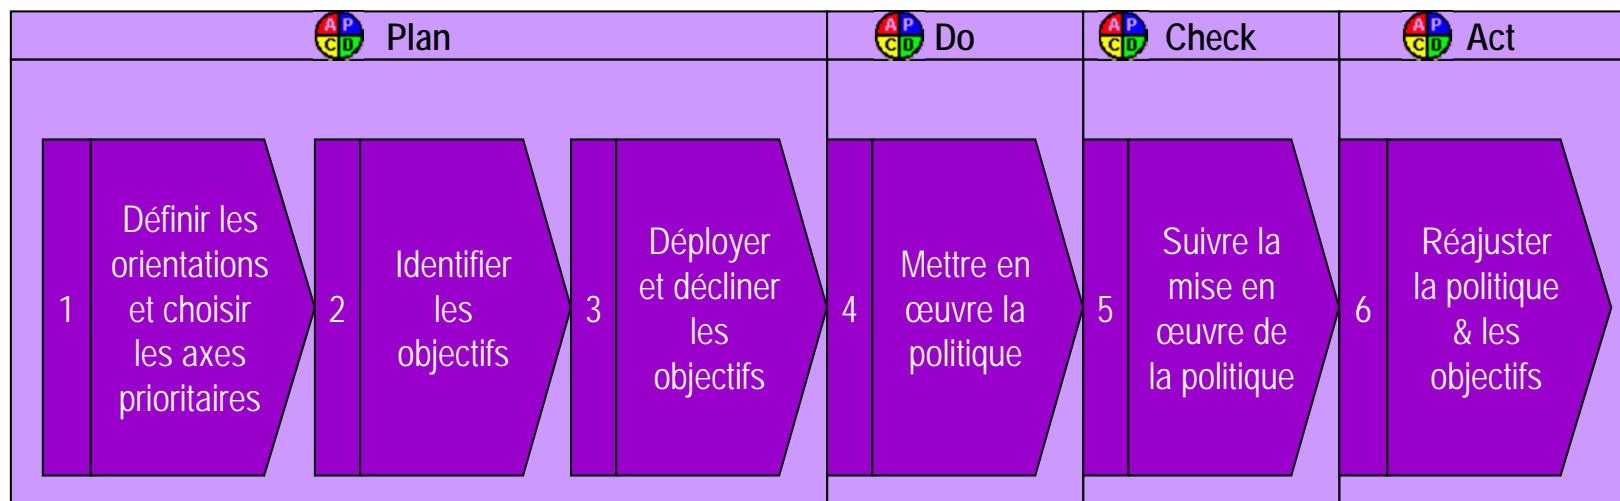 A P
C D
Plan
A P
C D
Do
A P
C D
Check
A P
C D
Act
1
Définir les
orientations
et choisir
les axes
prioritaires
2
Identifier
les
objectifs
3
Déployer
et décliner
les
objectifs
4
Mettre en
œuvre la
politique
5
Suivre la
mise en
œuvre de
la politique
6
Réajuster
la politique
& les
objectifs